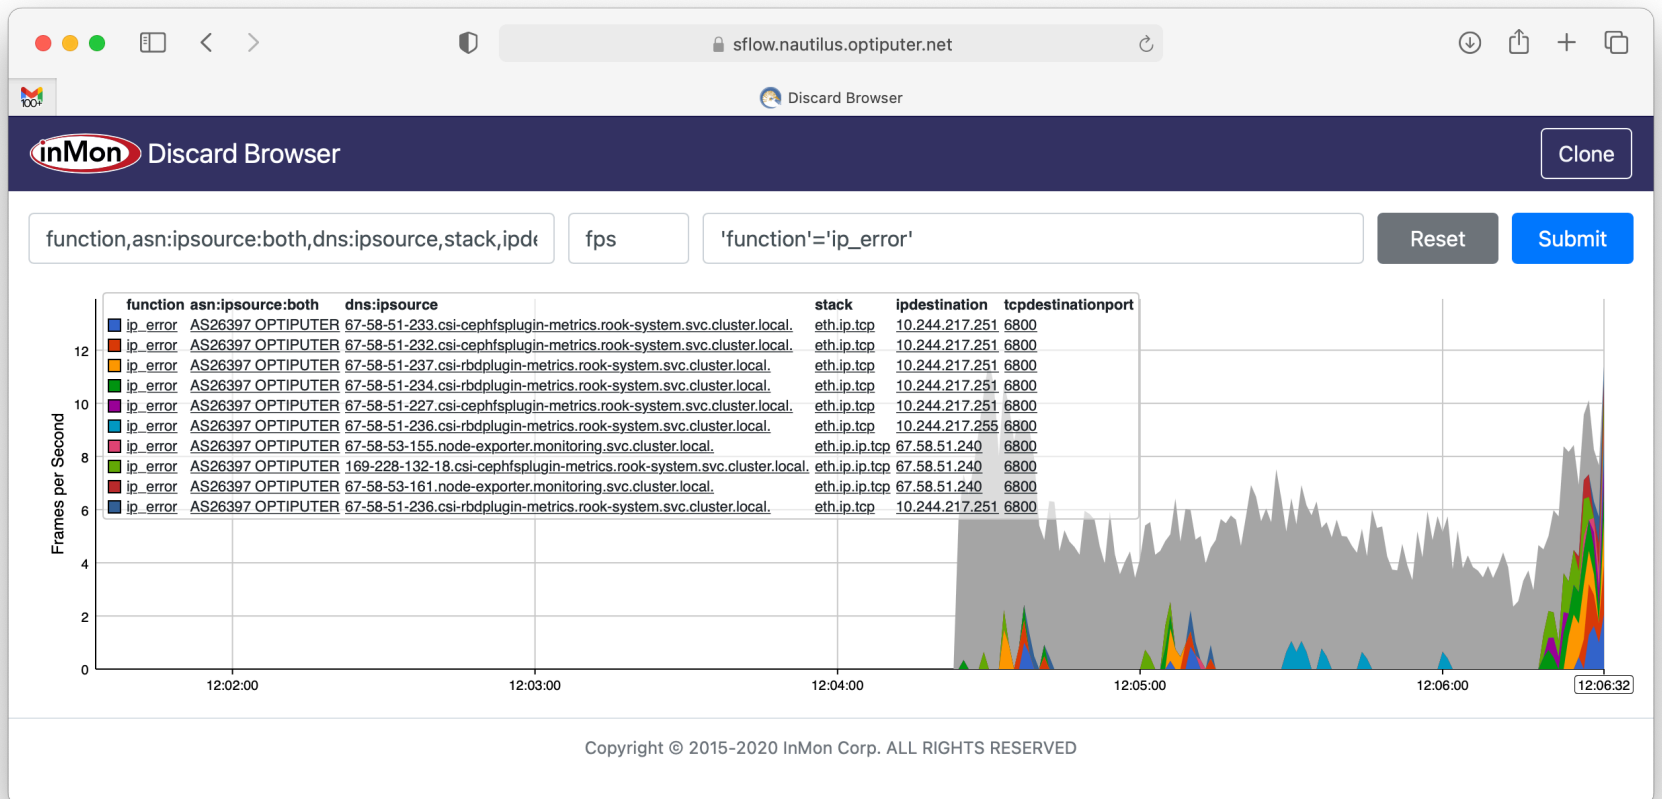 sflow.nautilus.optiputer.net
100+
Discard Browser
inMon Discard Browser
Clone
function,asn:ipsource:both,dns:ipsource,stack,ipde
fps
'function'='ip_error'
Reset
Submit
function asn:ipsource:both dns:ipsource stack ipdestination tcpdestinationport
ip_error AS26397 OPTIPUTER 67-58-51-233.csi-cephfsplugin-metrics.rook-system.svc.cluster.local. eth.ip.tcp 10.244.217.251 6800
ip_error AS26397 OPTIPUTER 67-58-51-232.csi-cephfsplugin-metrics.rook-system.svc.cluster.local. eth.ip.tcp 10.244.217.251 6800
ip_error AS26397 OPTIPUTER 67-58-51-237.csi-rbdplugin-metrics.rook-system.svc.cluster.local. eth.ip.tcp 10.244.217.251 6800
ip_error AS26397 OPTIPUTER 67-58-51-234.csi-rbdplugin-metrics.rook-system.svc.cluster.local. eth.ip.tcp 10.244.217.251 6800
ip_error AS26397 OPTIPUTER 67-58-51-227.csi-cephfsplugin-metrics.rook-system.svc.cluster.local. eth.ip.tcp 10.244.217.251 6800
ip_error AS26397 OPTIPUTER 67-58-51-236.csi-rbdplugin-metrics.rook-system.svc.cluster.local. eth.ip.tcp 10.244.217.255 6800
ip_error AS26397 OPTIPUTER 67-58-53-155.node-exporter.monitoring.svc.cluster.local. eth.ip.ip.tcp 67.58.51.240 6800
ip_error AS26397 OPTIPUTER 169-228-132-18.csi-cephfsplugin-metrics.rook-system.svc.cluster.local. eth.ip.ip.tcp 67.58.51.240 6800
ip_error AS26397 OPTIPUTER 67-58-53-161.node-exporter.monitoring.svc.cluster.local. eth.ip.ip.tcp 67.58.51.240 6800
ip_error AS26397 OPTIPUTER 67-58-51-236.csi-rbdplugin-metrics.rook-system.svc.cluster.local. eth.ip.tcp 10.244.217.251 6800
Frames per Second
12
10
8
6
4
2
0
12:02:00 12:03:00 12:04:00 12:05:00 12:06:00 12:06:32
Copyright © 2015-2020 InMon Corp. ALL RIGHTS RESERVED